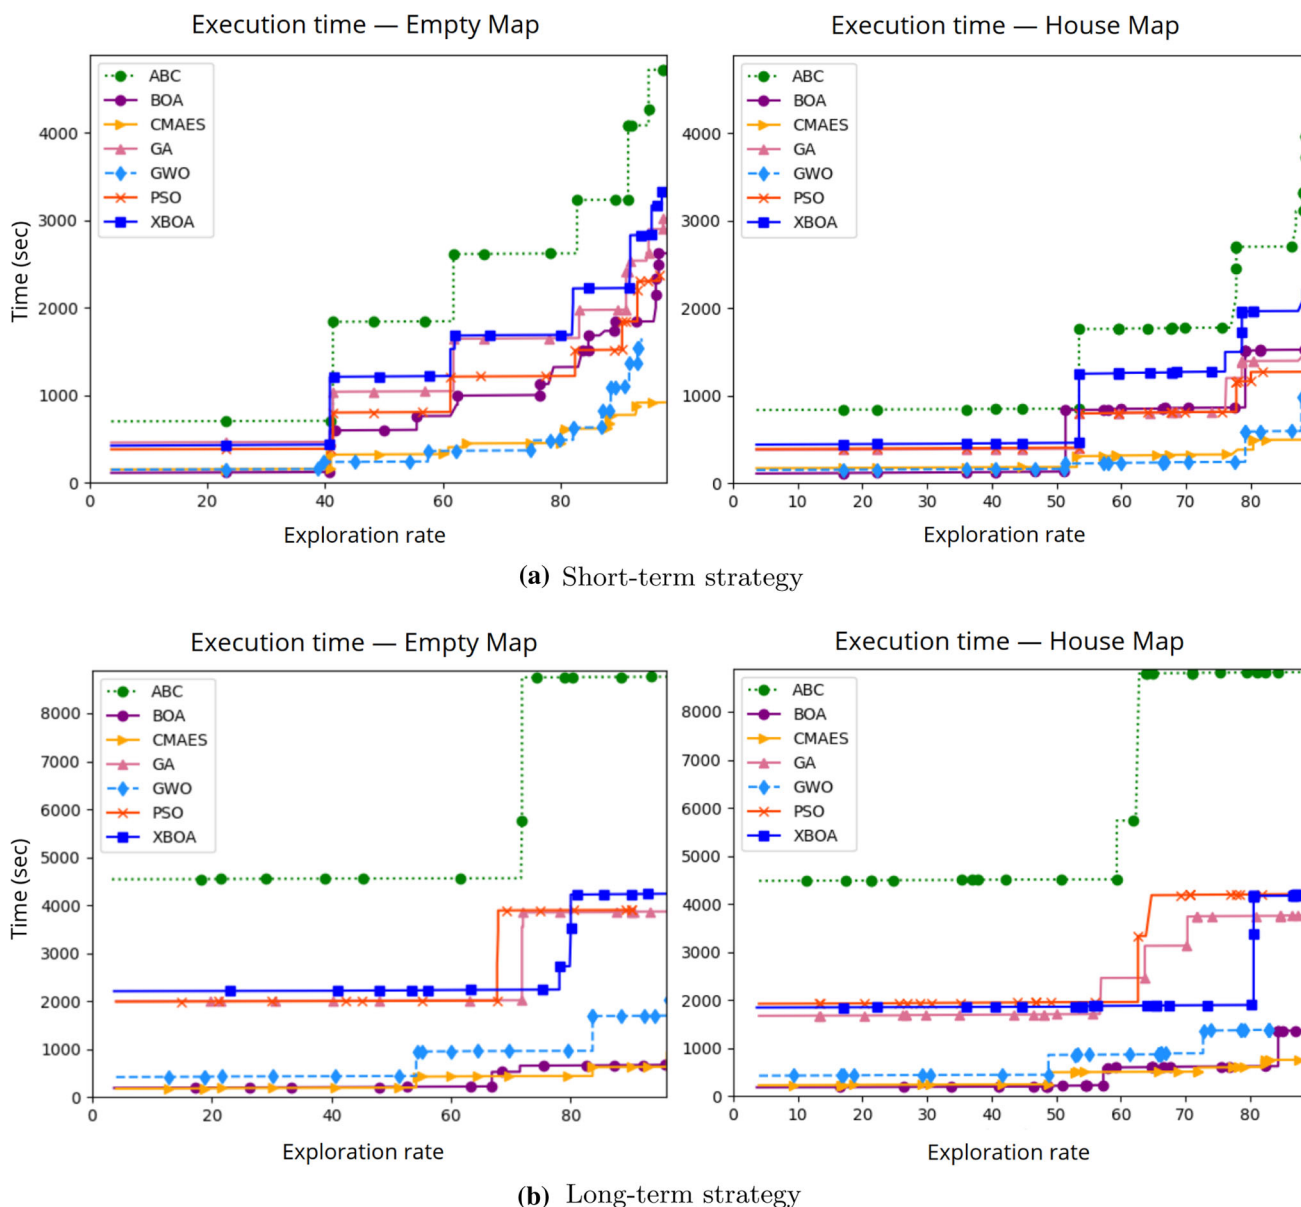 Execution time — Empty Map
Execution time — House Map
ABC
BOA
CMAES
GA
GWO
PSO
XBOA
Time (sec)
4000
3000
2000
1000
0
0 20 40 60 80
Exploration rate
ABC
BOA
CMAES
GA
GWO
PSO
XBOA
4000
3000
2000
1000
0
0 10 20 30 40 50 60 70 80
Exploration rate
(a) Short-term strategy
Execution time — Empty Map
Execution time — House Map
ABC
BOA
CMAES
GA
GWO
PSO
XBOA
Time (sec)
8000
7000
6000
5000
4000
3000
2000
1000
0
0 20 40 60 80
Exploration rate
ABC
BOA
CMAES
GA
GWO
PSO
XBOA
8000
7000
6000
5000
4000
3000
2000
1000
0
0 10 20 30 40 50 60 70 80
Exploration rate
(b) Long-term strategy